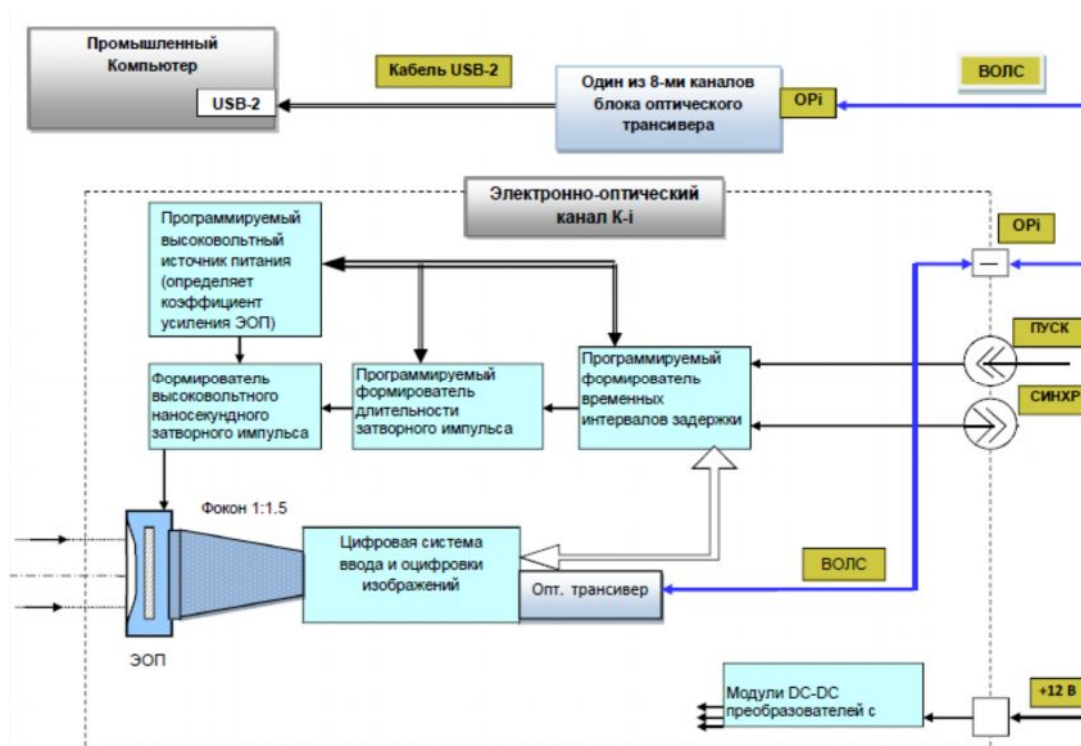 Промышленный
Компьютер
USB-2
Кабель USB-2
Один из 8-ми каналов
блока оптического
трансивера
OPi
ВОЛС
Электронно-оптический
канал K-i
Программируемый
высоковольтный
источник питания
(определяет
коэффициент
усиления ЭОП)
OPi
ПУСК
СИНХР
Формирователь
высоковольтного
наносекундного
затворного импульса
Программируемый
формирователь
длительности
затворного импульса
Программируемый
формирователь
временных
интервалов задержки
Фокон 1:1.5
Цифровая система
ввода и оцифровки
изображений
Опт. трансивер
ВОЛС
ЭОП
Модули DC-DC
преобразователей с
+12 В